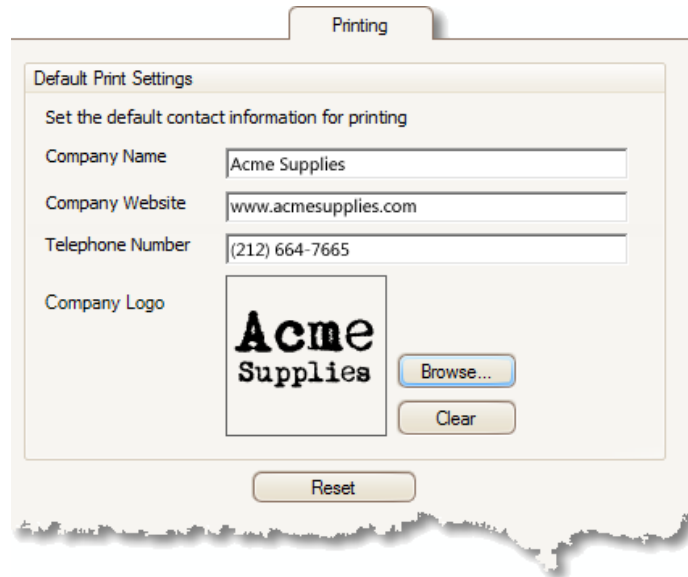 Printing
Default Print Settings
Set the default contact information for printing
Company Name
Acme Supplies
Company Website
www.acmesupplies.com
Telephone Number
(212) 664-7665
Company Logo
Acme
Supplies
Browse...
Clear
Reset